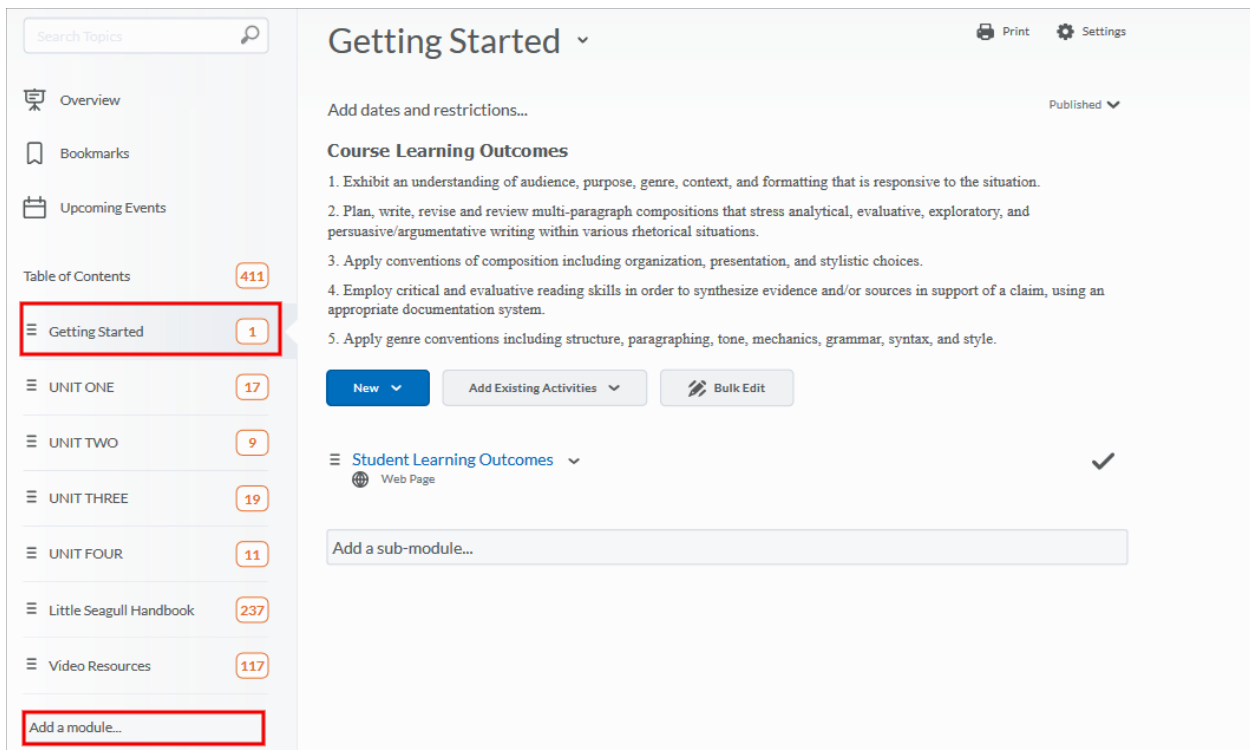 Search Topics
Overview
Bookmarks
Upcoming Events
Table of Contents 411
Getting Started 1
UNIT ONE 17
UNIT TWO 9
UNIT THREE 19
UNIT FOUR 11
Little Seagull Handbook 237
Video Resources 117
Add a module...
Getting Started
Print Settings
Add dates and restrictions...
Published
Course Learning Outcomes
1. Exhibit an understanding of audience, purpose, genre, context, and formatting that is responsive to the situation.
2. Plan, write, revise and review multi-paragraph compositions that stress analytical, evaluative, exploratory, and
persuasive/argumentative writing within various rhetorical situations.
3. Apply conventions of composition including organization, presentation, and stylistic choices.
4. Employ critical and evaluative reading skills in order to synthesize evidence and/or sources in support of a claim, using an
appropriate documentation system.
5. Apply genre conventions including structure, paragraphing, tone, mechanics, grammar, syntax, and style.
New Add Existing Activities Bulk Edit
Student Learning Outcomes
Web Page
Add a sub-module...